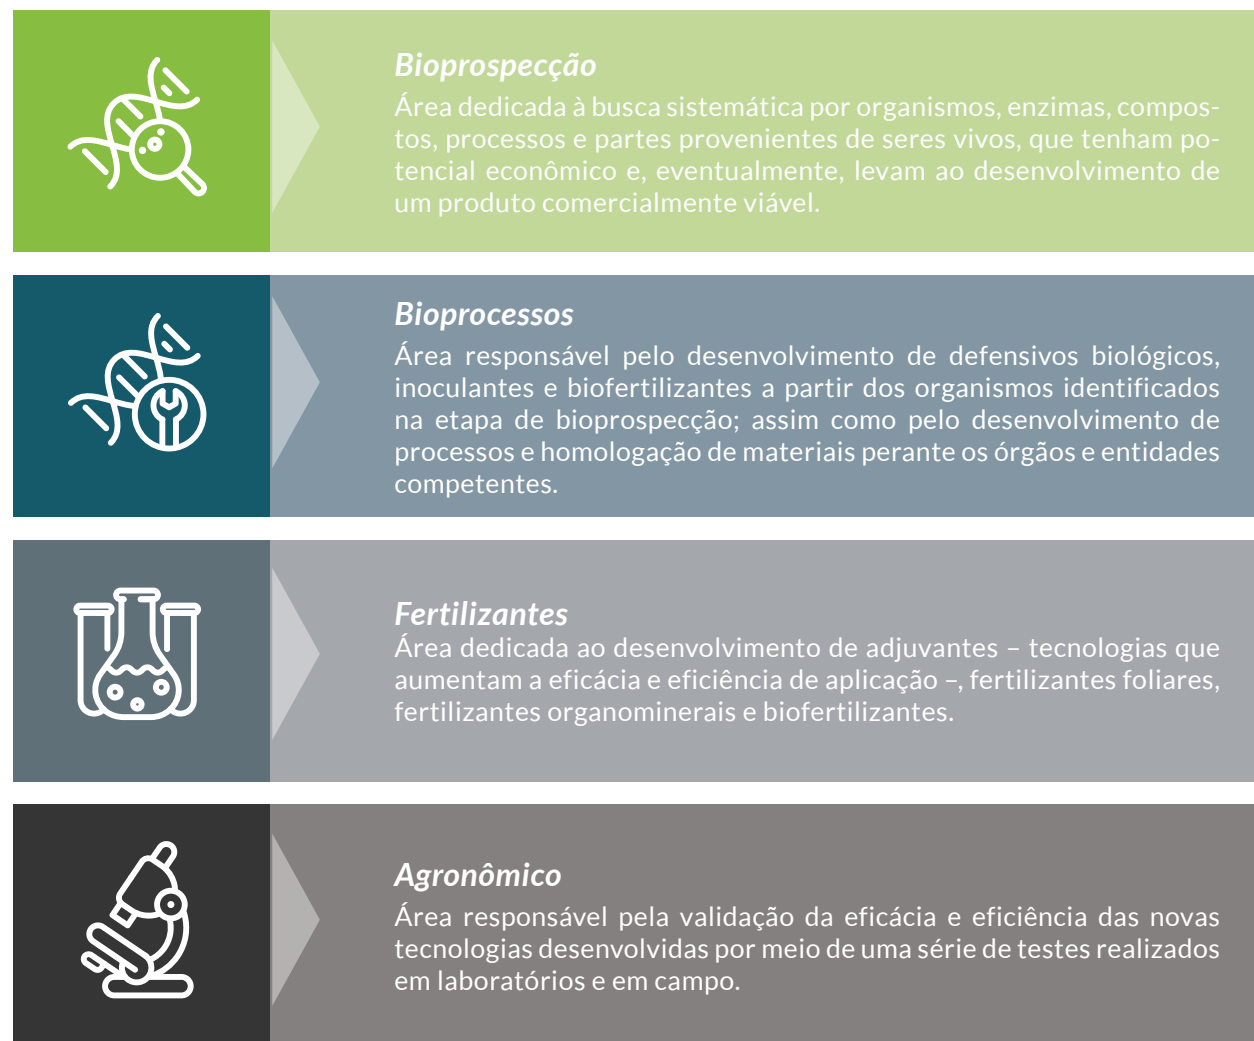 Bioprospecção
Área dedicada à busca sistemática por organismos, enzimas, compos-
tos, processos e partes provenientes de seres vivos, que tenham po-
tencial econômico e, eventualmente, levam ao desenvolvimento de
um produto comercialmente viável.
Bioprocessos
Área responsável pelo desenvolvimento de defensivos biológicos,
inoculantes e biofertilizantes a partir dos organismos identificados
na etapa de bioprospecção; assim como pelo desenvolvimento de
processos e homologação de materiais perante os órgãos e entidades
competentes.
Fertilizantes
Área dedicada ao desenvolvimento de adjuvantes – tecnologias que
aumentam a eficácia e eficiência de aplicação –, fertilizantes foliares,
fertilizantes organominerais e biofertilizantes.
Agronômico
Área responsável pela validação da eficácia e eficiência das novas
tecnologias desenvolvidas por meio de uma série de testes realizados
em laboratórios e em campo.